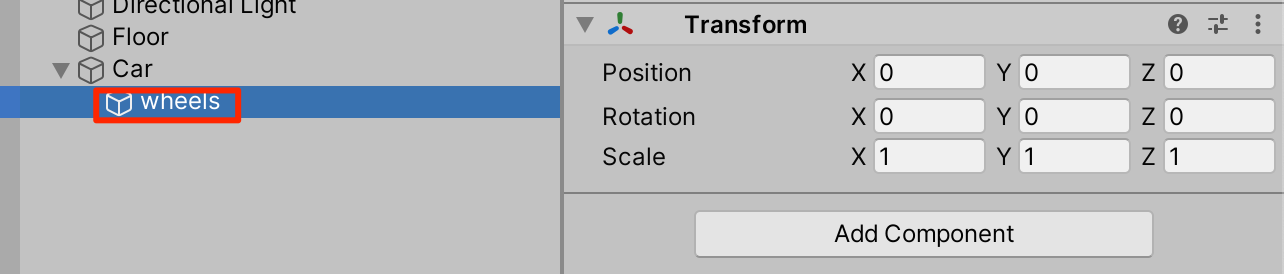 Directional Light
Floor
Car
wheels
Transform
Position X 0 Y 0 Z 0
Rotation X 0 Y 0 Z 0
Scale X 1 Y 1 Z 1
Add Component